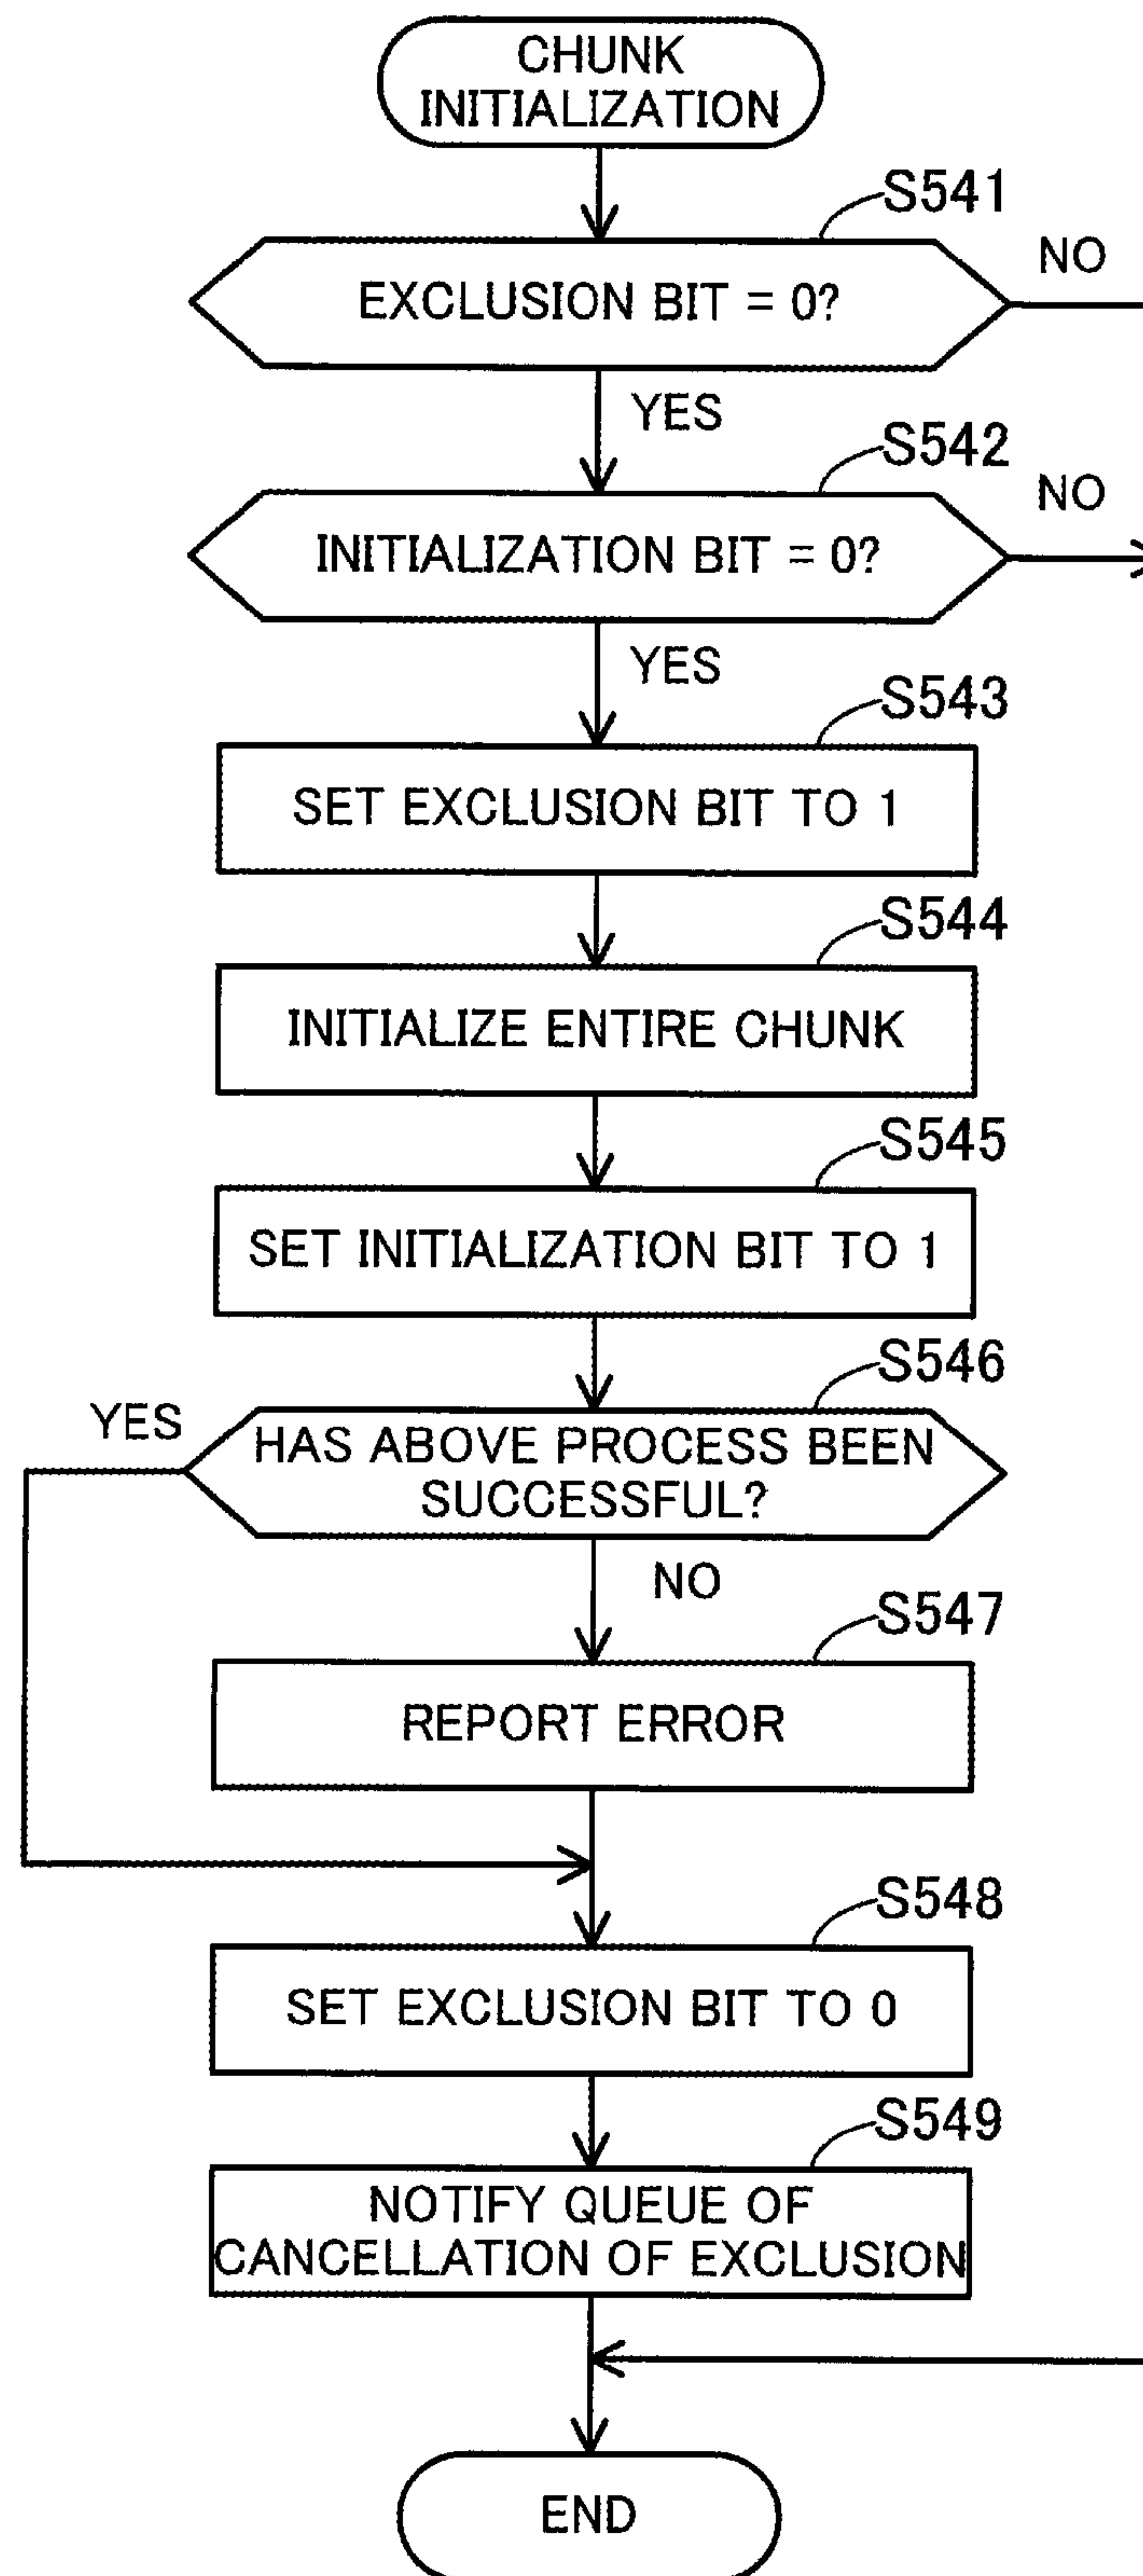 CHUNK
INITIALIZATION
S541
NO
EXCLUSION BIT = 0?
YES
S542
NO
INITIALIZATION BIT = 0?
YES
S543
SET EXCLUSION BIT TO 1
S544
INITIALIZE ENTIRE CHUNK
S545
SET INITIALIZATION BIT TO 1
S546
YES
HAS ABOVE PROCESS BEEN
SUCCESSFUL?
NO
S547
REPORT ERROR
S548
SET EXCLUSION BIT TO 0
S549
NOTIFY QUEUE OF
CANCELLATION OF EXCLUSION
END